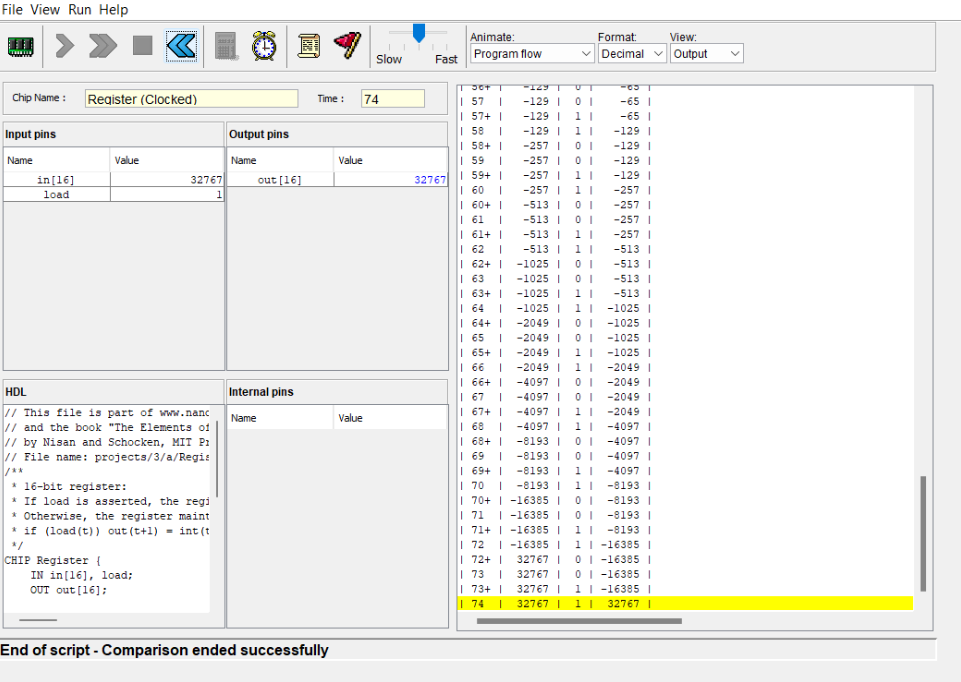 File View Run Help
Slow Fast
Animate: Format: View:
Program flow Decimal Output
Chip Name : Register (Clocked) Time : 74
Input pins
Name Value
in[16] 32767
load 1
Output pins
Name Value
out[16] 32767
HDL
// This file is part of www.nand
// and the book "The Elements of
// by Nisan and Schocken, MIT Pr
// File name: projects/3/a/Regis
/**
* 16-bit register:
* If load is asserted, the regi
* Otherwise, the register maint
* if (load(t)) out(t+1) = int(t
*/
CHIP Register {
IN in[16], load;
OUT out[16];
Internal pins
Name Value
| 56+ | -129 | 0 | -65 |
| 57 | -129 | 0 | -65 |
| 57+ | -129 | 1 | -65 |
| 58 | -129 | 1 | -129 |
| 58+ | -257 | 0 | -129 |
| 59 | -257 | 0 | -129 |
| 59+ | -257 | 1 | -129 |
| 60 | -257 | 1 | -257 |
| 60+ | -513 | 0 | -257 |
| 61 | -513 | 0 | -257 |
| 61+ | -513 | 1 | -257 |
| 62 | -513 | 1 | -513 |
| 62+ | -1025 | 0 | -513 |
| 63 | -1025 | 0 | -513 |
| 63+ | -1025 | 1 | -513 |
| 64 | -1025 | 1 | -1025 |
| 64+ | -2049 | 0 | -1025 |
| 65 | -2049 | 0 | -1025 |
| 65+ | -2049 | 1 | -1025 |
| 66 | -2049 | 1 | -2049 |
| 66+ | -4097 | 0 | -2049 |
| 67 | -4097 | 0 | -2049 |
| 67+ | -4097 | 1 | -2049 |
| 68 | -4097 | 1 | -4097 |
| 68+ | -8193 | 0 | -4097 |
| 69 | -8193 | 0 | -4097 |
| 69+ | -8193 | 1 | -4097 |
| 70 | -8193 | 1 | -8193 |
| 70+ | -16385 | 0 | -8193 |
| 71 | -16385 | 0 | -8193 |
| 71+ | -16385 | 1 | -8193 |
| 72 | -16385 | 1 | -16385 |
| 72+ | 32767 | 0 | -16385 |
| 73 | 32767 | 0 | -16385 |
| 73+ | 32767 | 1 | -16385 |
| 74 | 32767 | 1 | 32767 |
End of script - Comparison ended successfully